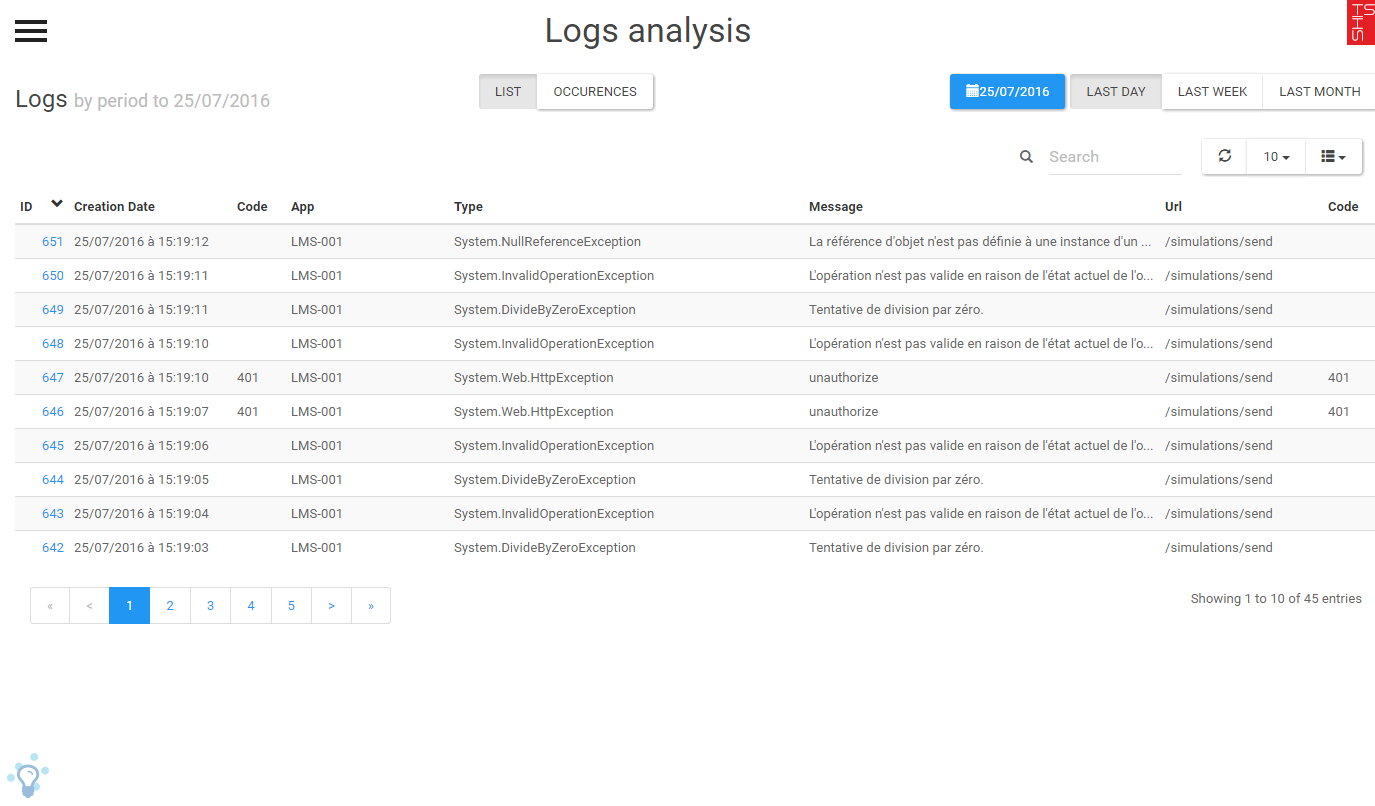 Logs analysis
Logs by period to 25/07/2016
LIST OCCURENCES
25/07/2016 LAST DAY LAST WEEK LAST MONTH
Search 10
ID Creation Date Code App Type Message Url Code
651 25/07/2016 à 15:19:12 LMS-001 System.NullReferenceException La référence d'objet n'est pas définie à une instance d'un ... /simulations/send
650 25/07/2016 à 15:19:11 LMS-001 System.InvalidOperationException L'opération n'est pas valide en raison de l'état actuel de l'o... /simulations/send
649 25/07/2016 à 15:19:11 LMS-001 System.DivideByZeroException Tentative de division par zéro. /simulations/send
648 25/07/2016 à 15:19:10 LMS-001 System.InvalidOperationException L'opération n'est pas valide en raison de l'état actuel de l'o... /simulations/send
647 25/07/2016 à 15:19:10 401 LMS-001 System.Web.HttpException unauthorize /simulations/send 401
646 25/07/2016 à 15:19:07 401 LMS-001 System.Web.HttpException unauthorize /simulations/send 401
645 25/07/2016 à 15:19:06 LMS-001 System.InvalidOperationException L'opération n'est pas valide en raison de l'état actuel de l'o... /simulations/send
644 25/07/2016 à 15:19:05 LMS-001 System.DivideByZeroException Tentative de division par zéro. /simulations/send
643 25/07/2016 à 15:19:04 LMS-001 System.InvalidOperationException L'opération n'est pas valide en raison de l'état actuel de l'o... /simulations/send
642 25/07/2016 à 15:19:03 LMS-001 System.DivideByZeroException Tentative de division par zéro. /simulations/send
« < 1 2 3 4 5 > »
Showing 1 to 10 of 45 entries